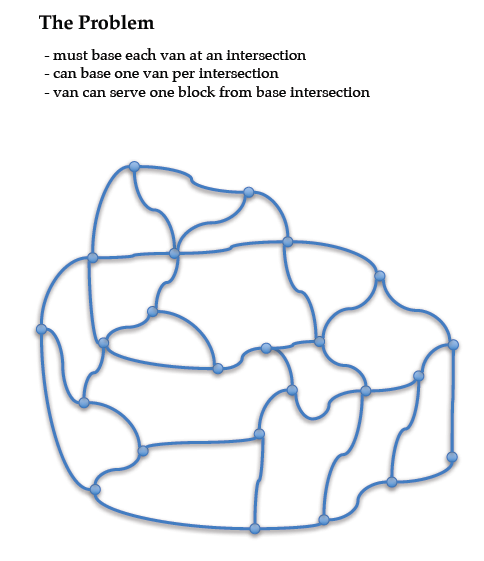 The Problem
- must base each van at an intersection
- can base one van per intersection
- van can serve one block from base intersection